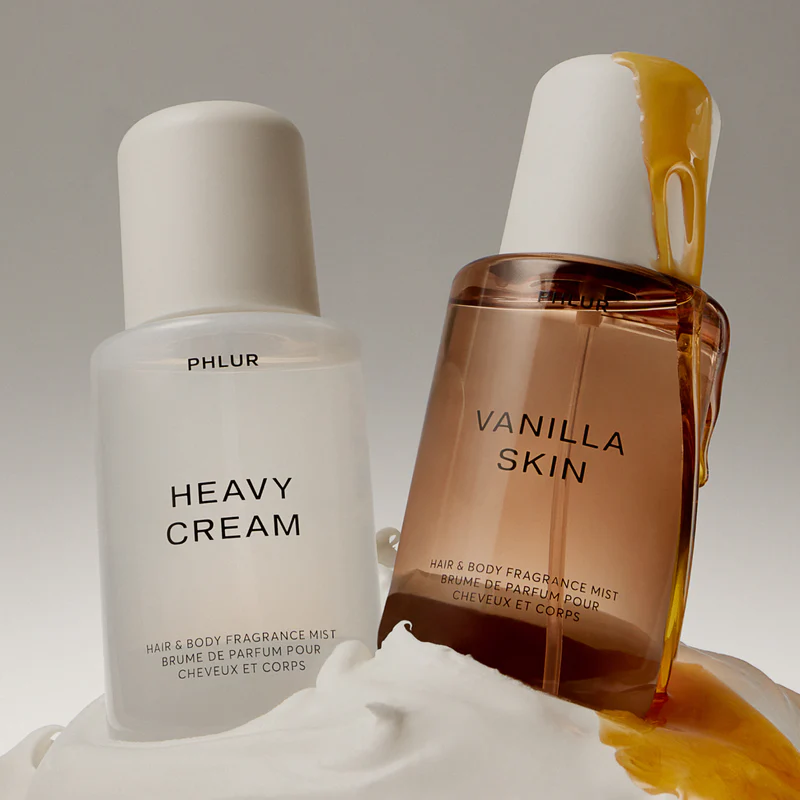 PHLUR
HEAVY
CREAM
HAIR & BODY FRAGRANCE MIST
BRUME DE PARFUM POUR
CHEVEUX ET CORPS
PHLUR
VANILLA
SKIN
HAIR & BODY FRAGRANCE MIST
BRUME DE PARFUM POUR
CHEVEUX ET CORPS